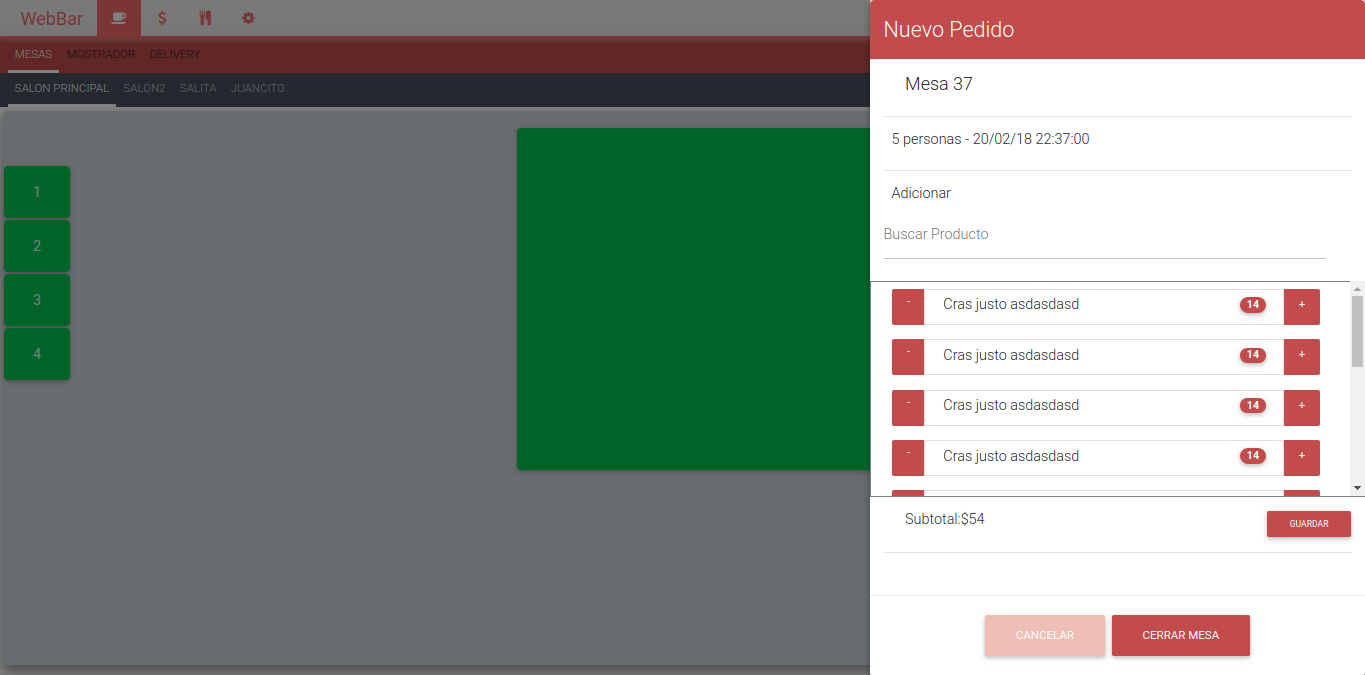 WebBar $
MESAS MOSTRADOR DELIVERY
SALON PRINCIPAL SALON2 SALITA JUANCITO
1
2
3
4
Nuevo Pedido
Mesa 37
5 personas - 20/02/18 22:37:00
Adicionar
Buscar Producto
- Cras justo asdasdasd 14 +
- Cras justo asdasdasd 14 +
- Cras justo asdasdasd 14 +
- Cras justo asdasdasd 14 +
Subtotal:$54 GUARDAR
CANCELAR CERRAR MESA